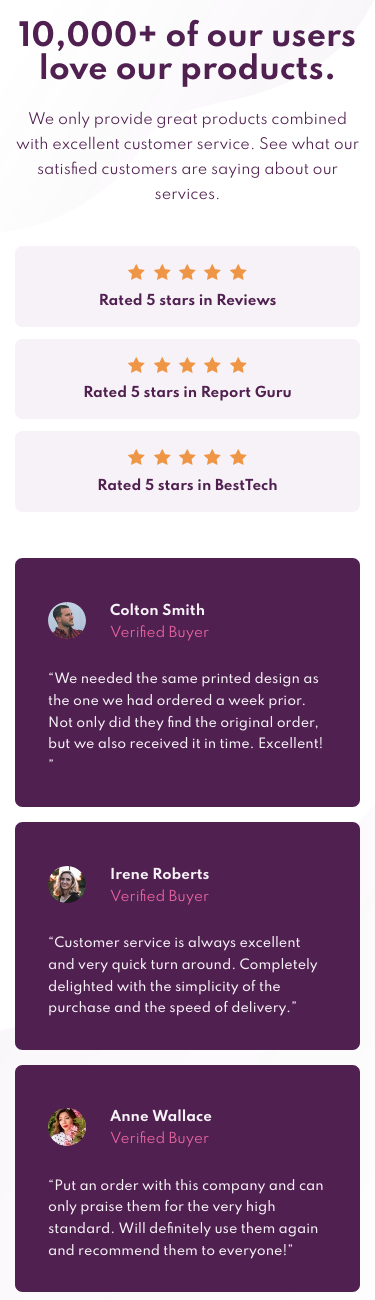 10,000+ of our users
love our products.
We only provide great products combined
with excellent customer service. See what our
satisfied customers are saying about our
services.
Rated 5 stars in Reviews
Rated 5 stars in Report Guru
Rated 5 stars in BestTech
Colton Smith
Verified Buyer
“We needed the same printed design as
the one we had ordered a week prior.
Not only did they find the original order,
but we also received it in time. Excellent!
”
Irene Roberts
Verified Buyer
“Customer service is always excellent
and very quick turn around. Completely
delighted with the simplicity of the
purchase and the speed of delivery.”
Anne Wallace
Verified Buyer
“Put an order with this company and can
only praise them for the very high
standard. Will definitely use them again
and recommend them to everyone!”